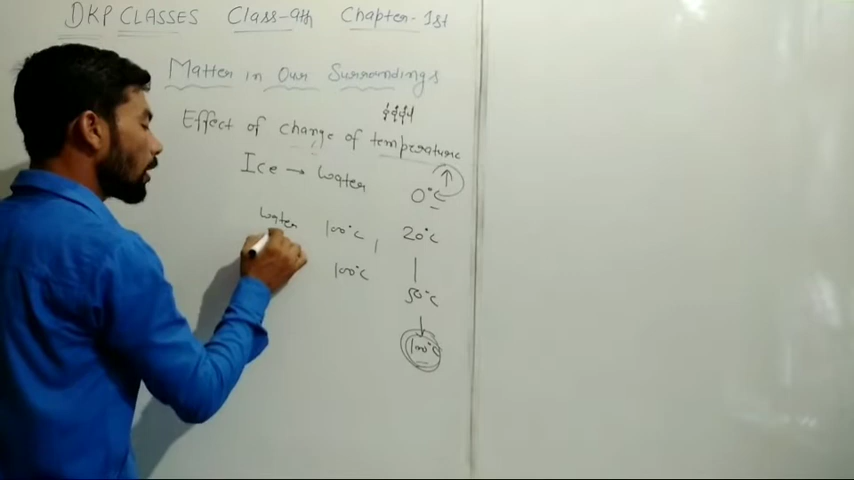 DKP CLASSES Class-9th Chapter-1st
Matter in Our Surroundings
Effect of change of temperature
Ice → Water 0°C
Water 100°C 20°C
100°C 50°C
100°C